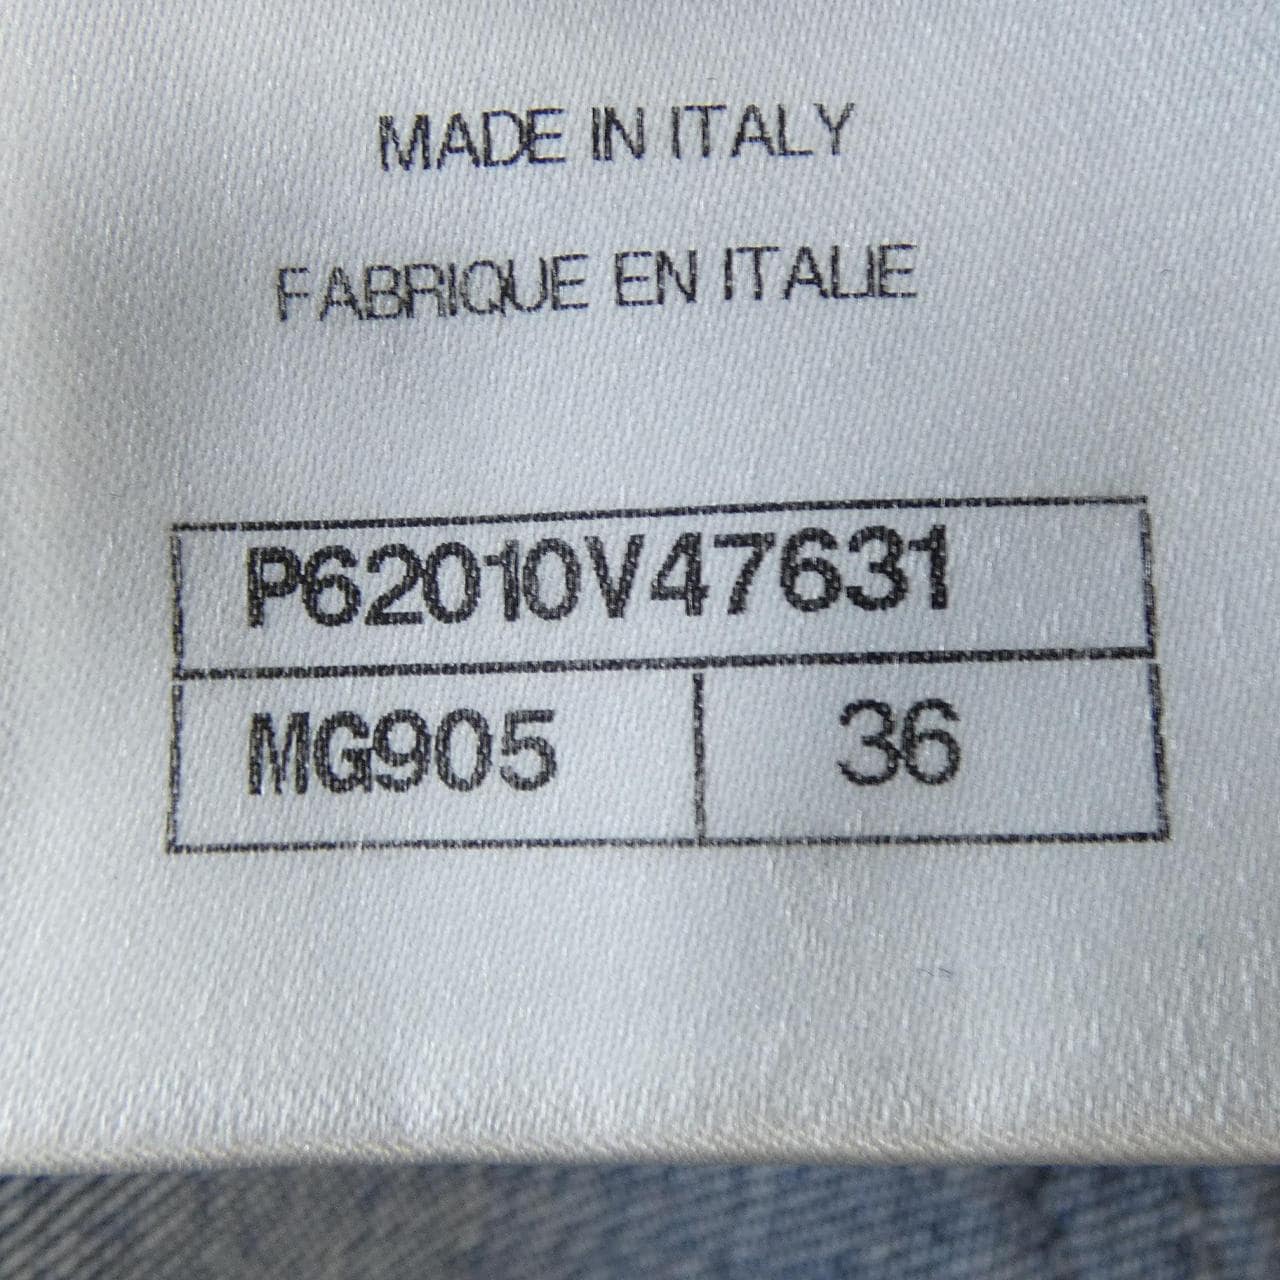 MADE IN ITALY
FABRIQUE EN ITALIE
P62010V47631
MG905 36